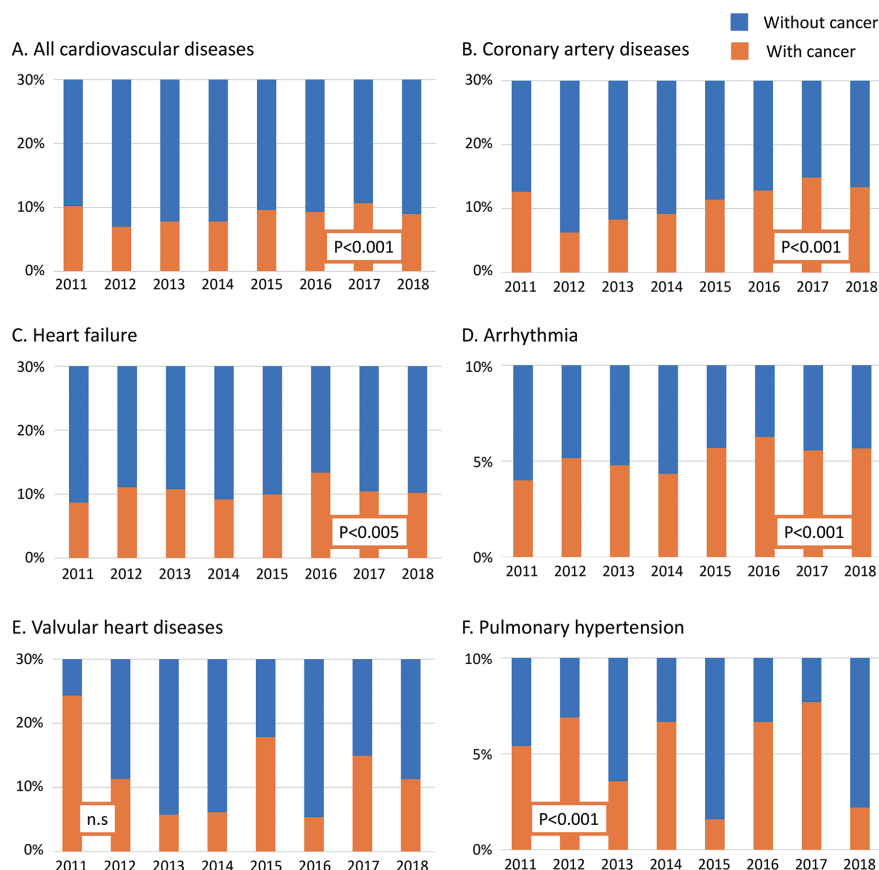 Without cancer
With cancer
A. All cardiovascular diseases
30%
20%
10%
0%
P<0.001
2011 2012 2013 2014 2015 2016 2017 2018
B. Coronary artery diseases
30%
20%
10%
0%
P<0.001
2011 2012 2013 2014 2015 2016 2017 2018
C. Heart failure
30%
20%
10%
0%
P<0.005
2011 2012 2013 2014 2015 2016 2017 2018
D. Arrhythmia
10%
5%
0%
P<0.001
2011 2012 2013 2014 2015 2016 2017 2018
E. Valvular heart diseases
30%
20%
10%
0%
n.s
2011 2012 2013 2014 2015 2016 2017 2018
F. Pulmonary hypertension
10%
5%
0%
P<0.001
2011 2012 2013 2014 2015 2016 2017 2018